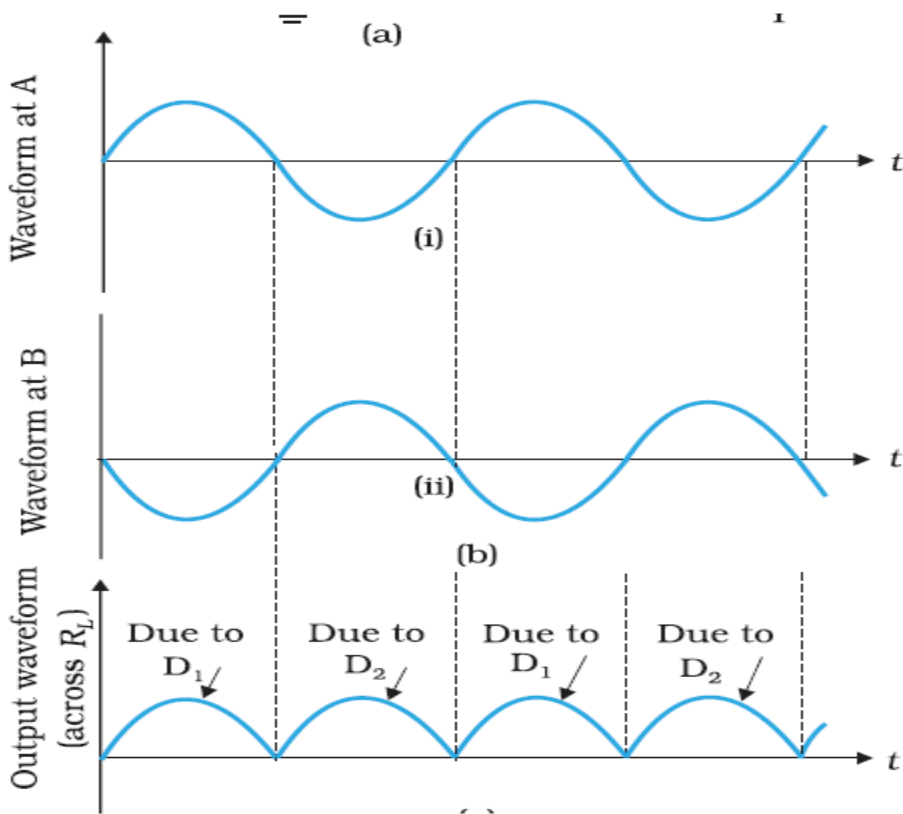 (a)
Waveform at A
t
(i)
Waveform at B
t
(ii)
(b)
Output waveform
(across R_L)
Due to
D₁
Due to
D₂
Due to
D₁
Due to
D₂
t